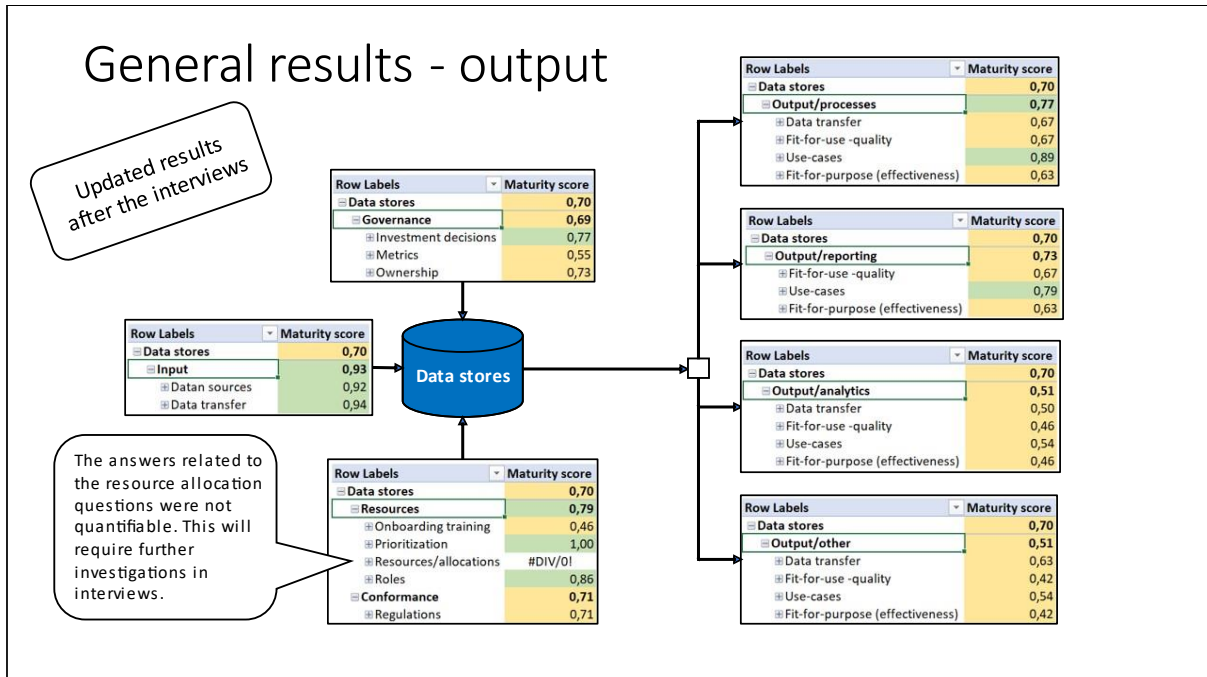 General results - output
Updated results
after the interviews
Row Labels Maturity score
Data stores 0,70
Governance 0,69
Investment decisions 0,77
Metrics 0,55
Ownership 0,73
Row Labels Maturity score
Data stores 0,70
Input 0,93
Datan sources 0,92
Data transfer 0,94
Data stores
The answers related to
the resource allocation
questions were not
quantifiable. This will
require further
investigations in
interviews.
Row Labels Maturity score
Data stores 0,70
Resources 0,79
Onboarding training 0,46
Prioritization 1,00
Resources/allocations #DIV/0!
Roles 0,86
Conformance 0,71
Regulations 0,71
Row Labels Maturity score
Data stores 0,70
Output/processes 0,77
Data transfer 0,67
Fit-for-use -quality 0,67
Use-cases 0,89
Fit-for-purpose (effectiveness) 0,63
Row Labels Maturity score
Data stores 0,70
Output/reporting 0,73
Fit-for-use -quality 0,67
Use-cases 0,79
Fit-for-purpose (effectiveness) 0,63
Row Labels Maturity score
Data stores 0,70
Output/analytics 0,51
Data transfer 0,50
Fit-for-use -quality 0,46
Use-cases 0,54
Fit-for-purpose (effectiveness) 0,46
Row Labels Maturity score
Data stores 0,70
Output/other 0,51
Data transfer 0,63
Fit-for-use -quality 0,42
Use-cases 0,54
Fit-for-purpose (effectiveness) 0,42